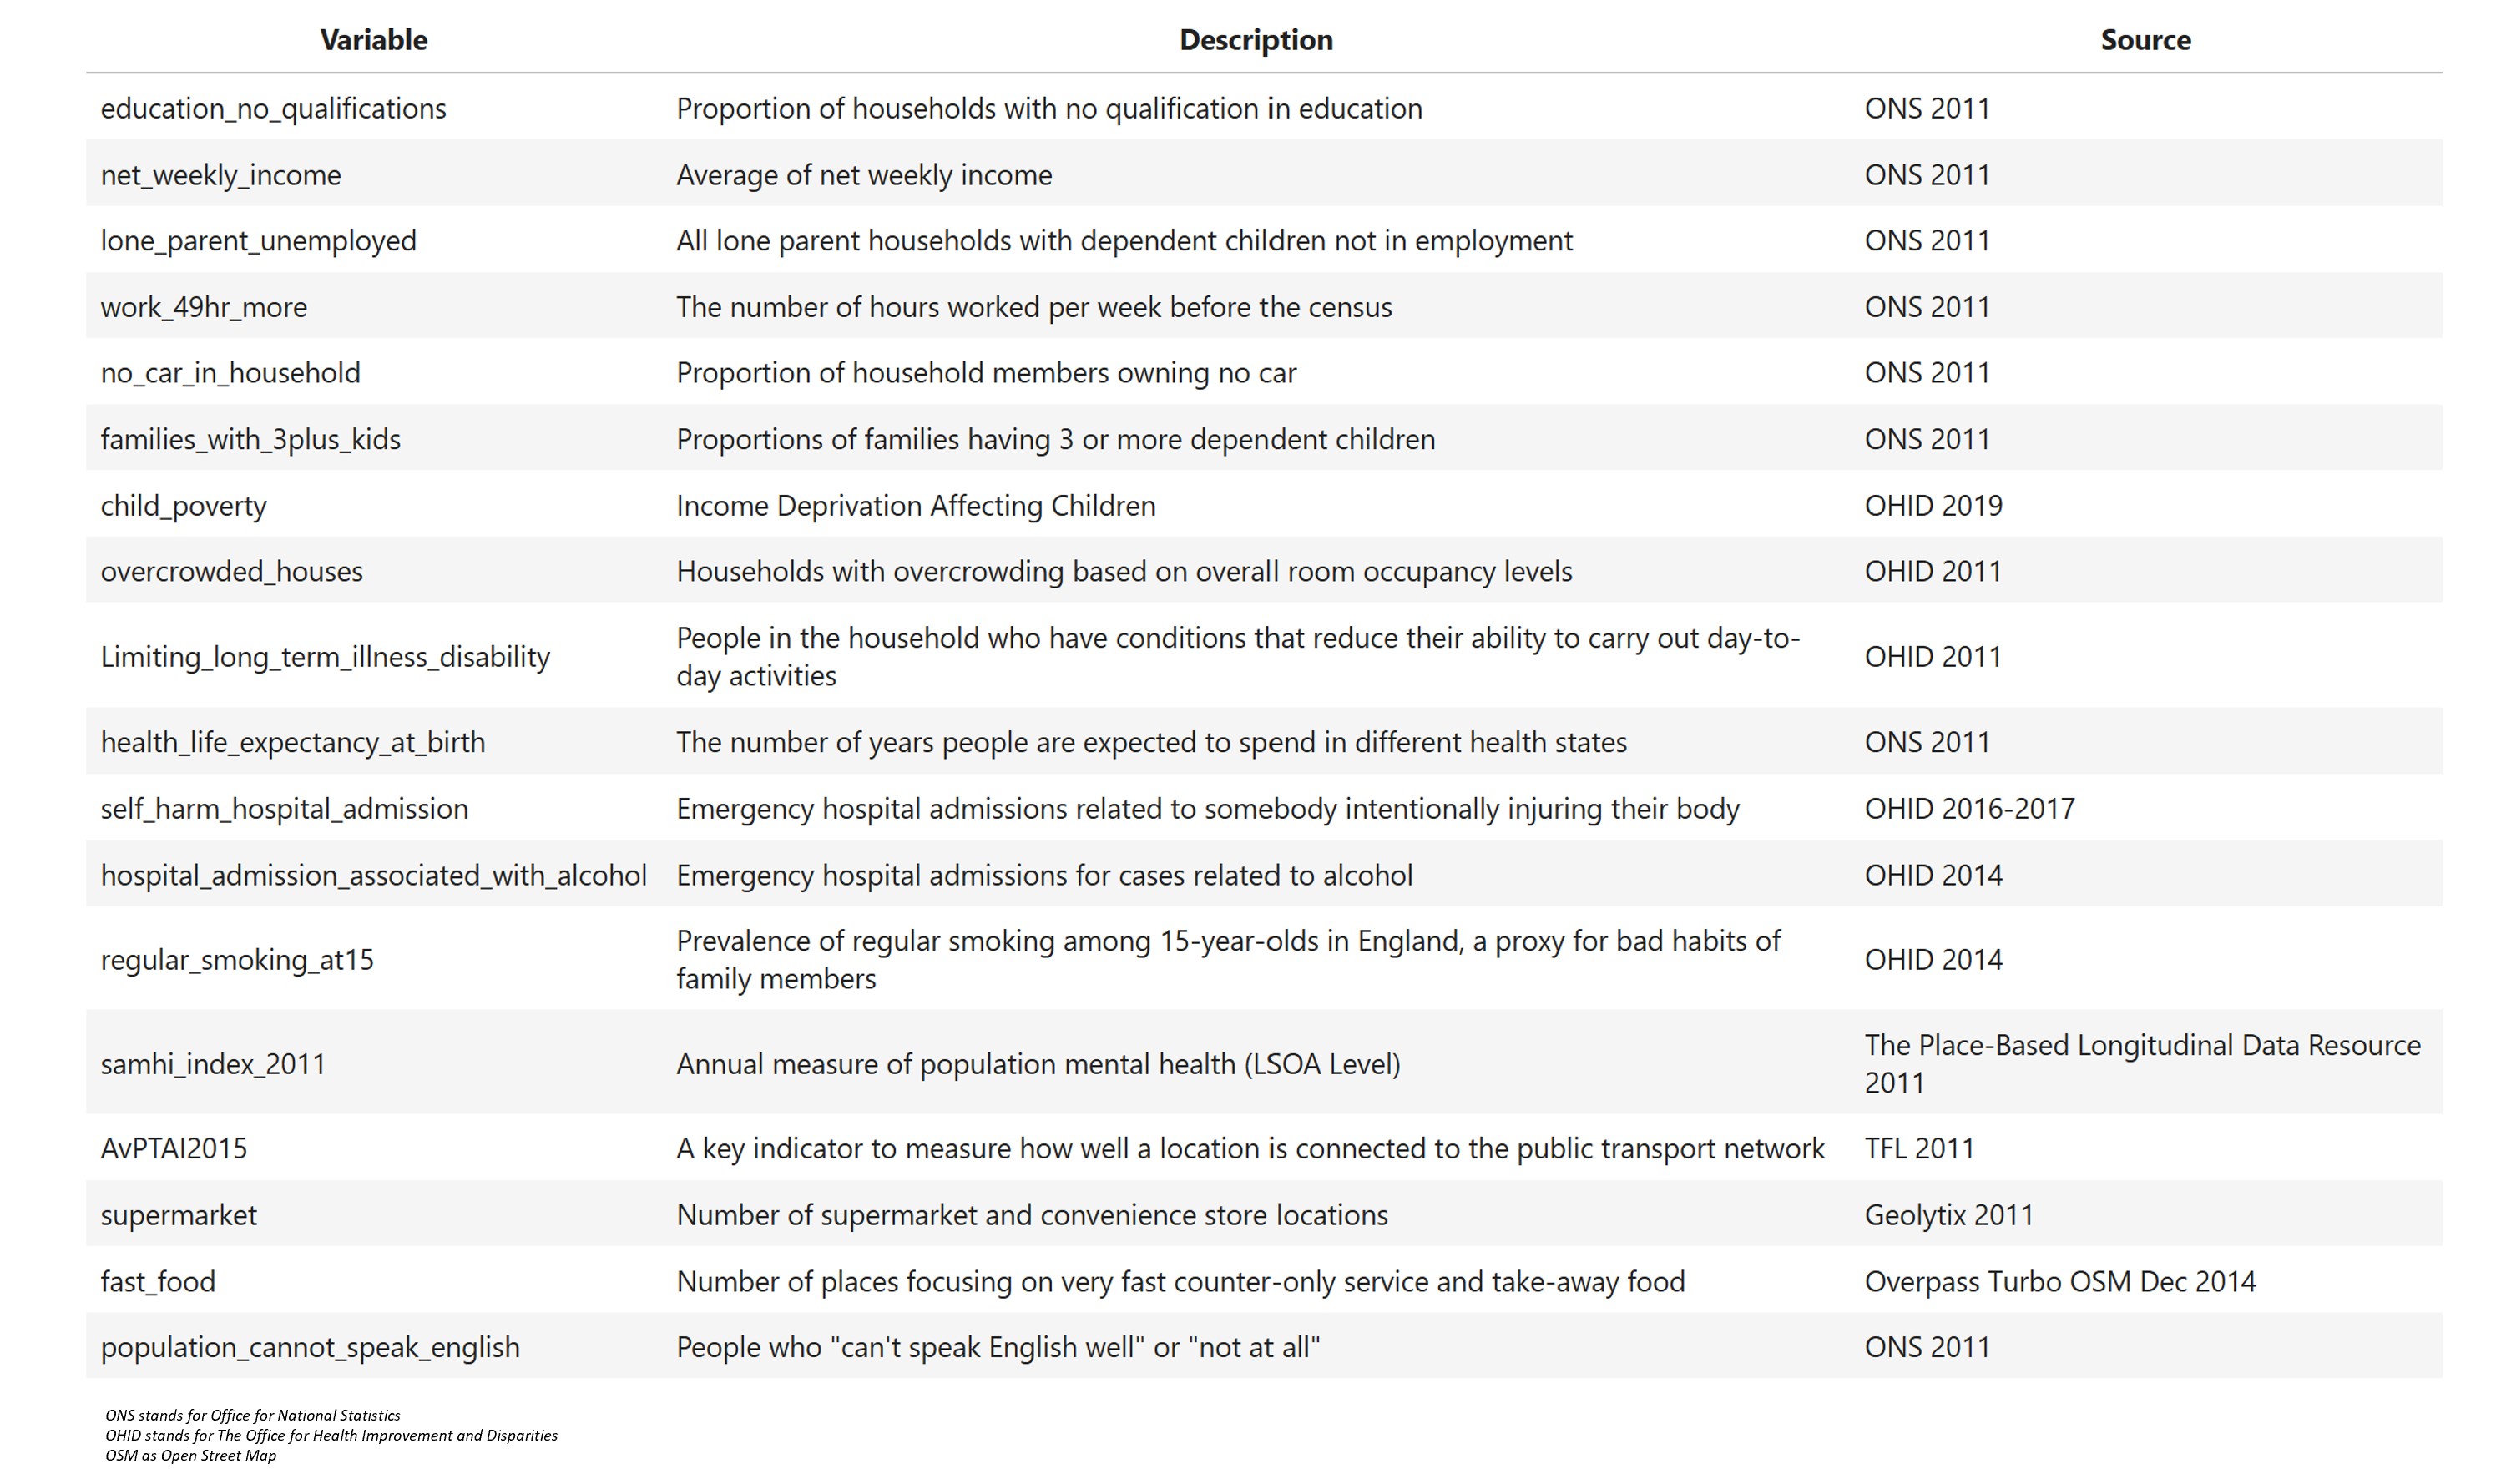 Variable Description Source
education_no_qualifications Proportion of households with no qualification in education ONS 2011
net_weekly_income Average of net weekly income ONS 2011
lone_parent_unemployed All lone parent households with dependent children not in employment ONS 2011
work_49hr_more The number of hours worked per week before the census ONS 2011
no_car_in_household Proportion of household members owning no car ONS 2011
families_with_3plus_kids Proportions of families having 3 or more dependent children ONS 2011
child_poverty Income Deprivation Affecting Children OHID 2019
overcrowded_houses Households with overcrowding based on overall room occupancy levels OHID 2011
Limiting_long_term_illness_disability People in the household who have conditions that reduce their ability to carry out day-to-
day activities OHID 2011
health_life_expectancy_at_birth The number of years people are expected to spend in different health states ONS 2011
self_harm_hospital_admission Emergency hospital admissions related to somebody intentionally injuring their body OHID 2016-2017
hospital_admission_associated_with_alcohol Emergency hospital admissions for cases related to alcohol OHID 2014
regular_smoking_at15 Prevalence of regular smoking among 15-year-olds in England, a proxy for bad habits of
family members OHID 2014
samhi_index_2011 Annual measure of population mental health (LSOA Level) The Place-Based Longitudinal Data Resource
2011
AvPTAI2015 A key indicator to measure how well a location is connected to the public transport network TFL 2011
supermarket Number of supermarket and convenience store locations Geolytix 2011
fast_food Number of places focusing on very fast counter-only service and take-away food Overpass Turbo OSM Dec 2014
population_cannot_speak_english People who "can't speak English well" or "not at all" ONS 2011
ONS stands for Office for National Statistics
OHID stands for The Office for Health Improvement and Disparities
OSM as Open Street Map